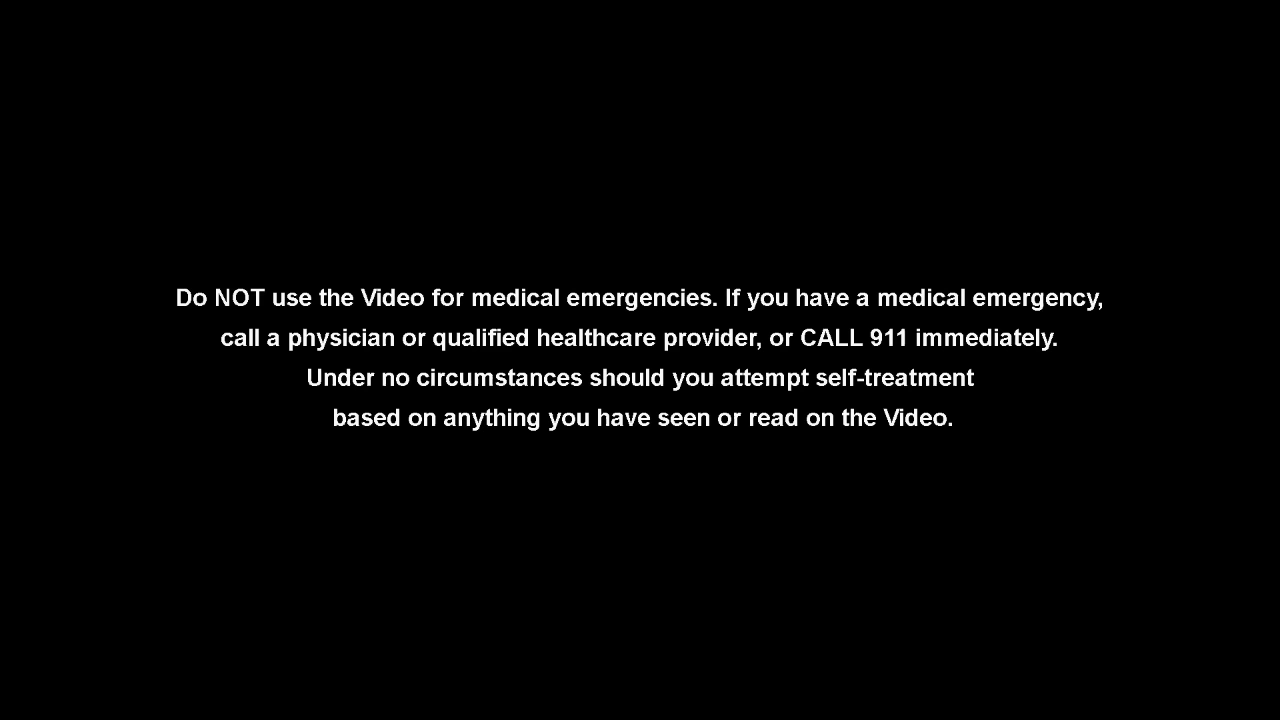 Do NOT use the Video for medical emergencies. If you have a medical emergency,
call a physician or qualified healthcare provider, or CALL 911 immediately.
Under no circumstances should you attempt self-treatment
based on anything you have seen or read on the Video.